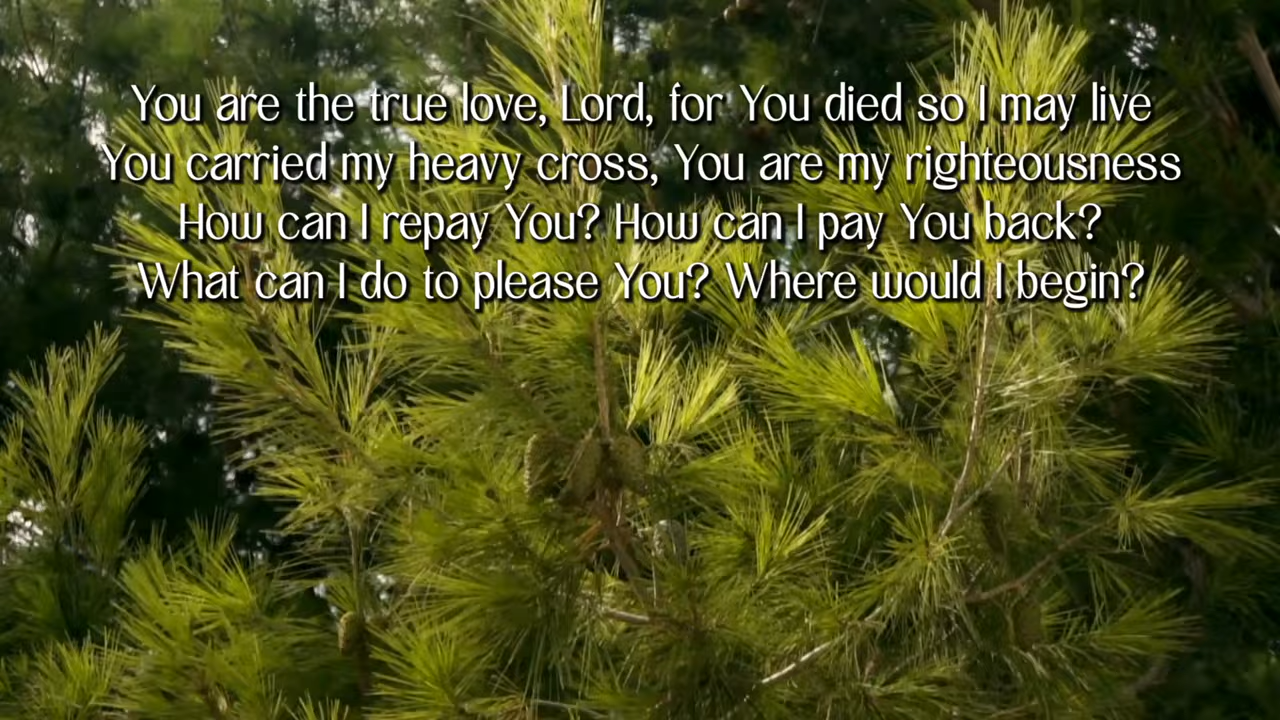 You are the true love, Lord, for You died so I may live
You carried my heavy cross, You are my righteousness
How can I repay You? How can I pay You back?
What can I do to please You? Where would I begin?